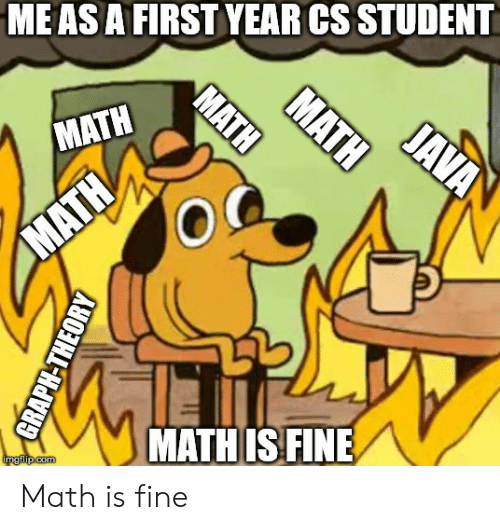 ME AS A FIRST YEAR CS STUDENT
MATH
MATH
MATH
JAVA
MATH
GRAPH-THEORY
MATH IS FINE
imgflip.com
Math is fine